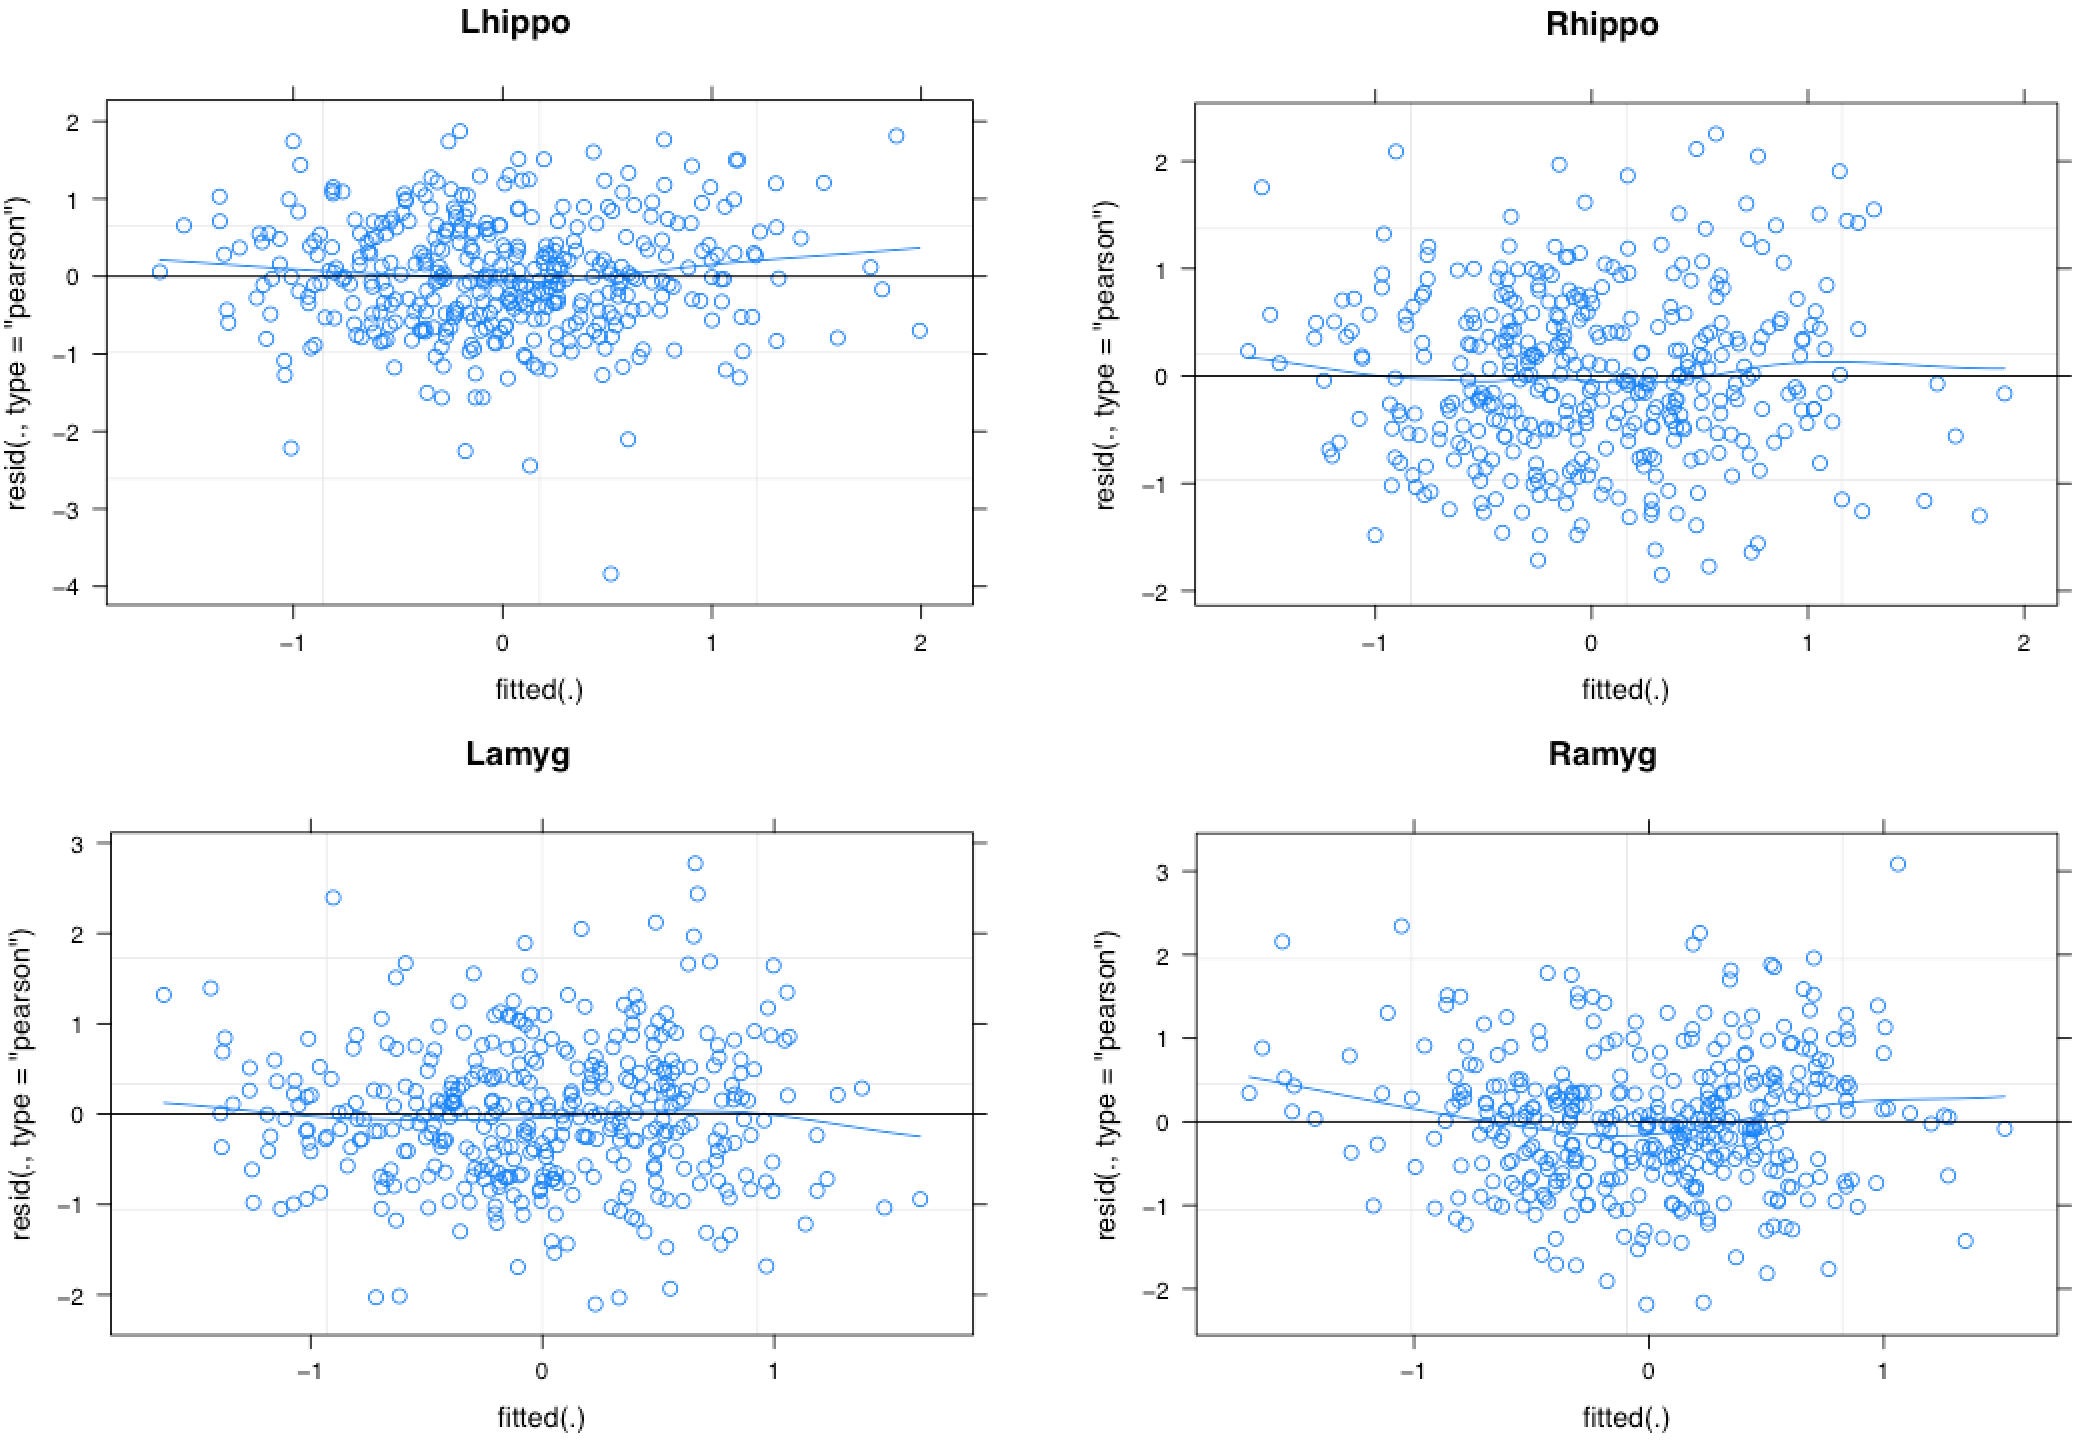 Lhippo
resid(., type = "pearson")
2
1
0
−1
−2
−3
−4
−1 0 1 2
fitted(.)
Rhippo
resid(., type = "pearson")
2
1
0
−1
−2
−1 0 1 2
fitted(.)
Lamyg
resid(., type = "pearson")
3
2
1
0
−1
−2
−1 0 1
fitted(.)
Ramyg
resid(., type = "pearson")
3
2
1
0
−1
−2
−1 0 1
fitted(.)